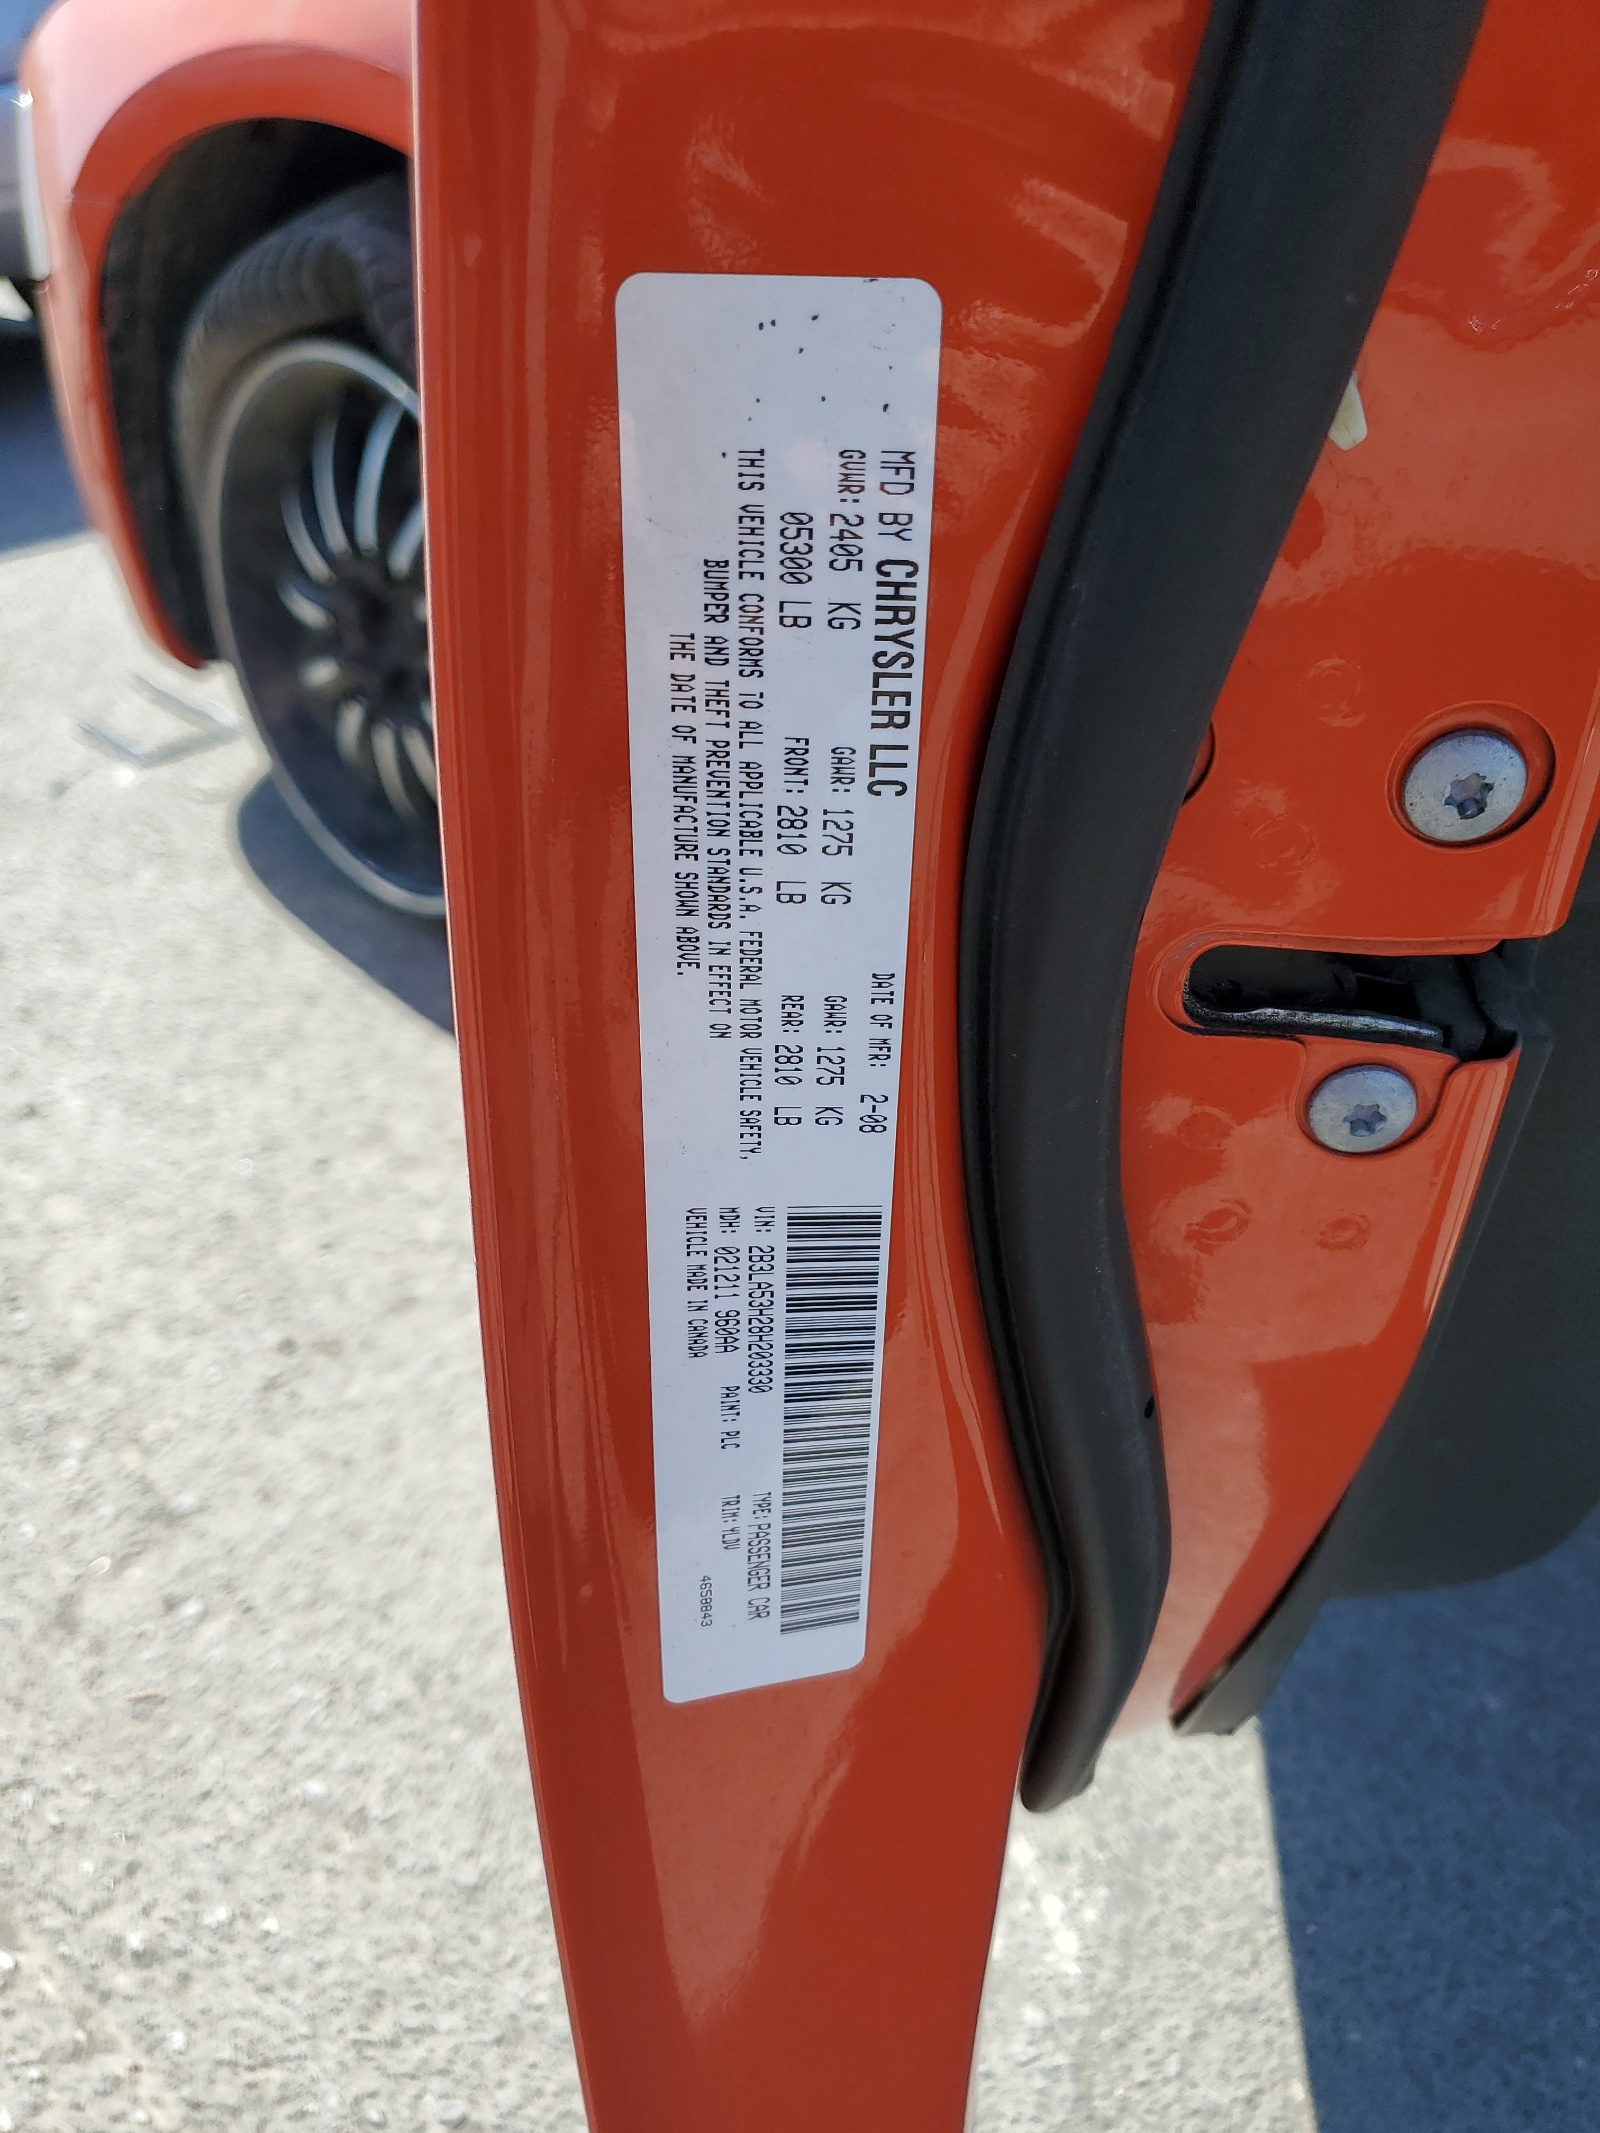 MFD BY CHRYSLER LLC DATE OF MFR: 2-08
GVWR: 2405 KG GAWR: 1275 KG GAWR: 1275 KG
05300 LB FRONT: 2810 LB REAR: 2810 LB
THIS VEHICLE CONFORMS TO ALL APPLICABLE U.S.A. FEDERAL MOTOR VEHICLE SAFETY,
BUMPER AND THEFT PREVENTION STANDARDS IN EFFECT ON
THE DATE OF MANUFACTURE SHOWN ABOVE.
VIN: 2B3LA53H28H203330 TYPE: PASSENGER CAR
MDH: 021211 960AA PAINT: PLC TRIM: YLDV
VEHICLE MADE IN CANADA 4658843